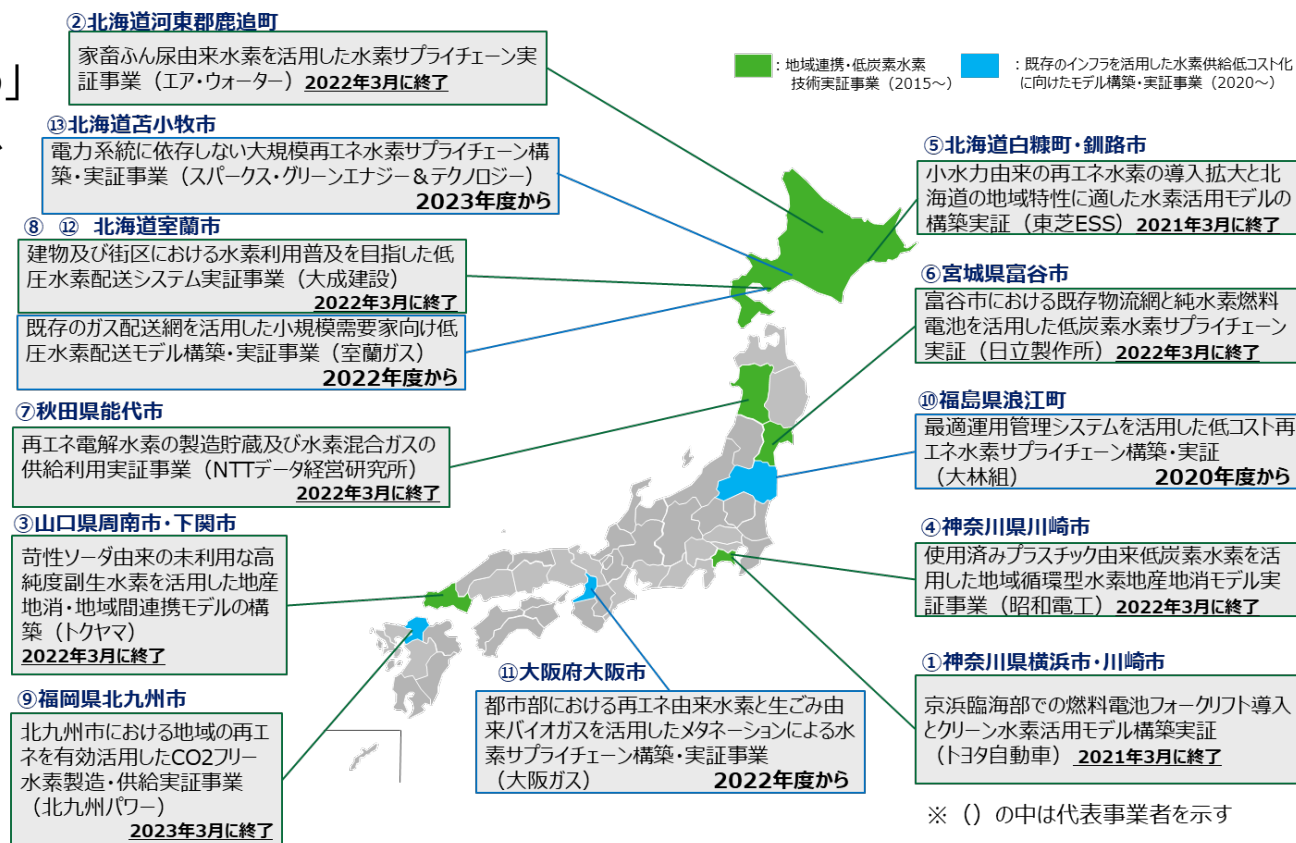 」
②北海道河東郡鹿追町
家畜ふん尿由来水素を活用した水素サプライチェーン実
証事業（エア・ウォーター）2022年3月に終了
：地域連携・低炭素水素
技術実証事業（2015～）
：既存のインフラを活用した水素供給低コスト化
に向けたモデル構築・実証事業（2020～）
⑬北海道苫小牧市
電力系統に依存しない大規模再エネ水素サプライチェーン構
築・実証事業（スパークス・グリーンエナジー＆テクノロジー）
2023年度から
⑤北海道白糠町・釧路市
小水力由来の再エネ水素の導入拡大と北
海道の地域特性に適した水素活用モデルの
構築実証（東芝ESS）2021年3月に終了
⑧ ⑫ 北海道室蘭市
建物及び街区における水素利用普及を目指した低
圧水素配送システム実証事業（大成建設）
2022年3月に終了
既存のガス配送網を活用した小規模需要家向け低
圧水素配送モデル構築・実証事業（室蘭ガス）
2022年度から
⑥宮城県富谷市
富谷市における既存物流網と純水素燃料
電池を活用した低炭素水素サプライチェーン
実証（日立製作所）2022年3月に終了
⑦秋田県能代市
再エネ電解水素の製造貯蔵及び水素混合ガスの
供給利用実証事業（NTTデータ経営研究所）
2022年3月に終了
⑩福島県浪江町
最適運用管理システムを活用した低コスト再
エネ水素サプライチェーン構築・実証
（大林組） 2020年度から
③山口県周南市・下関市
苛性ソーダ由来の未利用な高
純度副生水素を活用した地産
地消・地域間連携モデルの構
築（トクヤマ）
2022年3月に終了
④神奈川県川崎市
使用済みプラスチック由来低炭素水素を活
用した地域循環型水素地産地消モデル実
証事業（昭和電工）2022年3月に終了
⑨福岡県北九州市
北九州市における地域の再エ
ネを有効活用したCO2フリー
水素製造・供給実証事業
（北九州パワー）
2023年3月に終了
⑪大阪府大阪市
都市部における再エネ由来水素と生ごみ由
来バイオガスを活用したメタネーションによる水
素サプライチェーン構築・実証事業
（大阪ガス） 2022年度から
①神奈川県横浜市・川崎市
京浜臨海部での燃料電池フォークリフト導入
とクリーン水素活用モデル構築実証
（トヨタ自動車）2021年3月に終了
※（）の中は代表事業者を示す